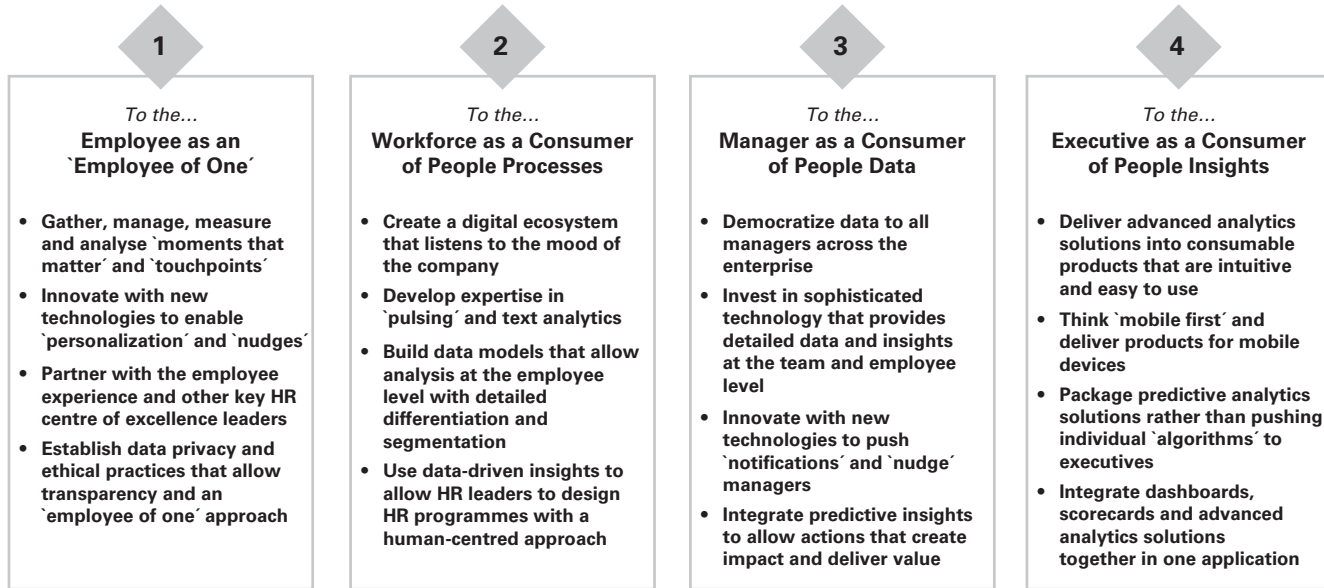 1
To the...
Employee as an
`Employee of One´
• Gather, manage, measure
and analyse `moments that
matter´ and `touchpoints´
• Innovate with new
technologies to enable
`personalization´ and `nudges´
• Partner with the employee
experience and other key HR
centre of excellence leaders
• Establish data privacy and
ethical practices that allow
transparency and an
`employee of one´ approach
2
To the...
Workforce as a Consumer
of People Processes
• Create a digital ecosystem
that listens to the mood of
the company
• Develop expertise in
`pulsing´ and text analytics
• Build data models that allow
analysis at the employee
level with detailed
differentiation and
segmentation
• Use data-driven insights to
allow HR leaders to design
HR programmes with a
human-centred approach
3
To the...
Manager as a Consumer
of People Data
• Democratize data to all
managers across the
enterprise
• Invest in sophisticated
technology that provides
detailed data and insights
at the team and employee
level
• Innovate with new
technologies to push
`notifications´ and `nudge´
managers
• Integrate predictive insights
to allow actions that create
impact and deliver value
4
To the...
Executive as a Consumer
of People Insights
• Deliver advanced analytics
solutions into consumable
products that are intuitive
and easy to use
• Think `mobile first´ and
deliver products for mobile
devices
• Package predictive analytics
solutions rather than pushing
individual `algorithms´ to
executives
• Integrate dashboards,
scorecards and advanced
analytics solutions
together in one application